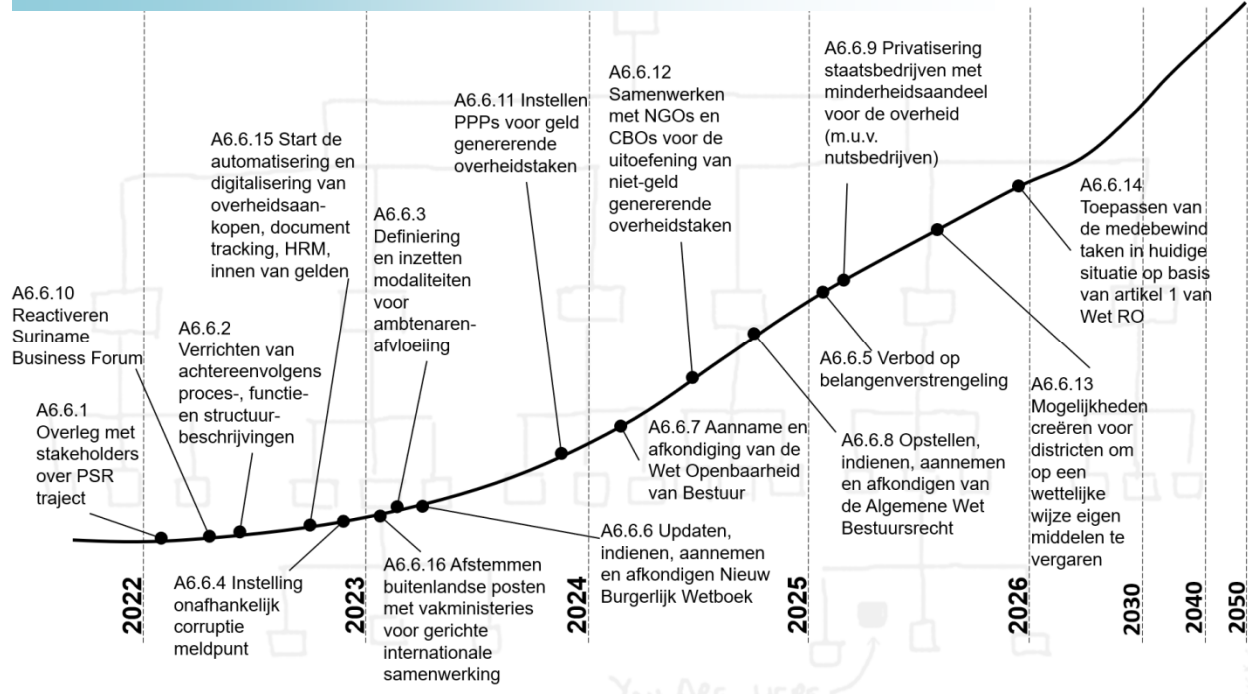 A6.6.10
Reactiveren
Suriname
Business Forum
A6.6.1
Overleg met
stakeholders
over PSR
traject
A6.6.2
Verrichten van
achtereenvolgens
proces-, functie-
en structuur-
beschrijvingen
A6.6.15 Start de
automatisering en
digitalisering van
overheidsaan-
kopen, document
tracking, HRM,
innen van gelden
A6.6.4 Instelling
onafhankelijk
corruptie
meldpunt
A6.6.3
Definiering
en inzetten
modaliteiten
voor
ambtenaren-
afvloeiing
A6.6.16 Afstemmen
buitenlandse posten
met vakministeries
voor gerichte
internationale
samenwerking
A6.6.11 Instellen
PPPs voor geld
genererende
overheidstaken
A6.6.6 Updaten,
indienen, aannemen
en afkondigen Nieuw
Burgerlijk Wetboek
A6.6.7 Aanname en
afkondiging van de
Wet Openbaarheid
van Bestuur
A6.6.12
Samenwerken
met NGOs en
CBOs voor de
uitoefening van
niet-geld
genererende
overheidstaken
A6.6.8 Opstellen,
indienen, aannemen
en afkondigen van
de Algemene Wet
Bestuursrecht
A6.6.5 Verbod op
belangenverstrengeling
A6.6.9 Privatisering
staatsbedrijven met
minderheidsaandeel
voor de overheid
(m.u.v.
nutsbedrijven)
A6.6.13
Mogelijkheden
creëren voor
districten om
op een
wettelijke
wijze eigen
middelen te
vergaren
A6.6.14
Toepassen van
de medebewind
taken in huidige
situatie op basis
van artikel 1 van
Wet RO
2022
2023
2024
2025
2026
2030
2040
2050
YOU ARE HERE